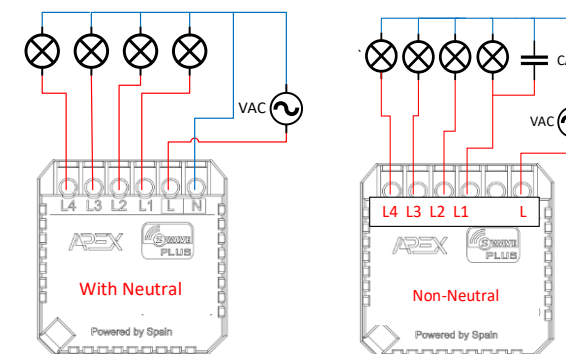 VAC
L4 L3 L2 L1 L N
APEX
Z-WAVE
PLUS
With Neutral
Powered by Spain
CA
VAC
L4 L3 L2 L1 L
APEX
Z-WAVE
PLUS
Non-Neutral
Powered by Spain